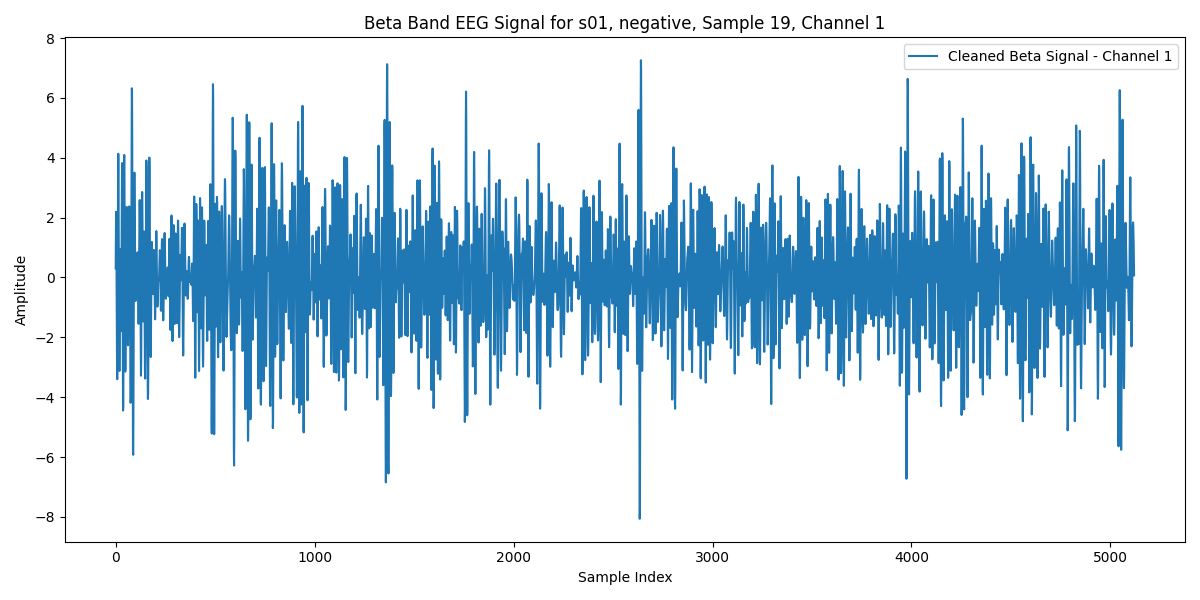 Beta Band EEG Signal for s01, negative, Sample 19, Channel 1
Cleaned Beta Signal - Channel 1
Amplitude
8
6
4
2
0
−2
−4
−6
−8
0 1000 2000 3000 4000 5000
Sample Index